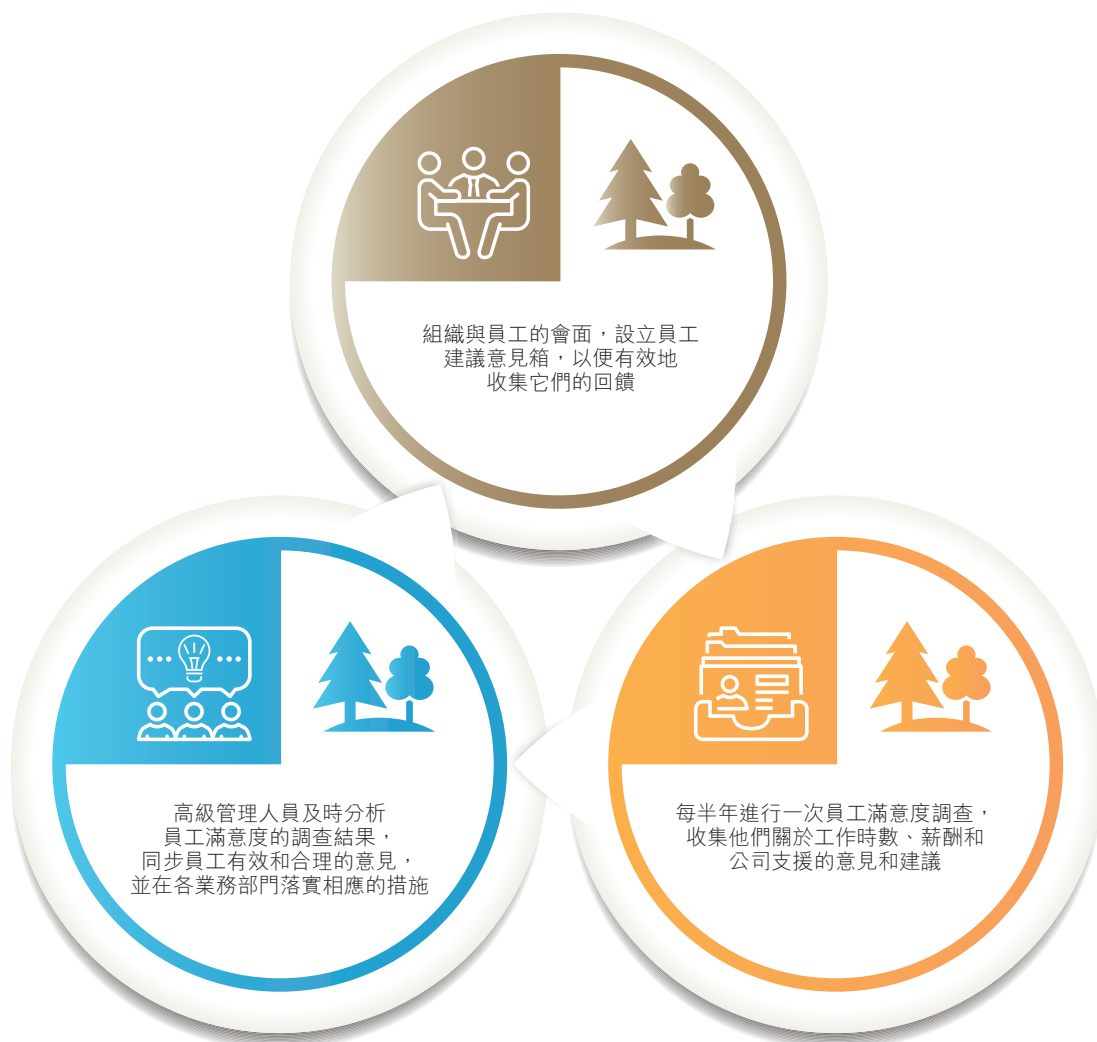 組織與員工的會面，設立員工
建議意見箱，以便有效地
收集它們的回饋
高級管理人員及時分析
員工滿意度的調查結果，
同步員工有效和合理的意見，
並在各業務部門落實相應的措施
每半年進行一次員工滿意度調查，
收集他們關於工作時數、薪酬和
公司支援的意見和建議